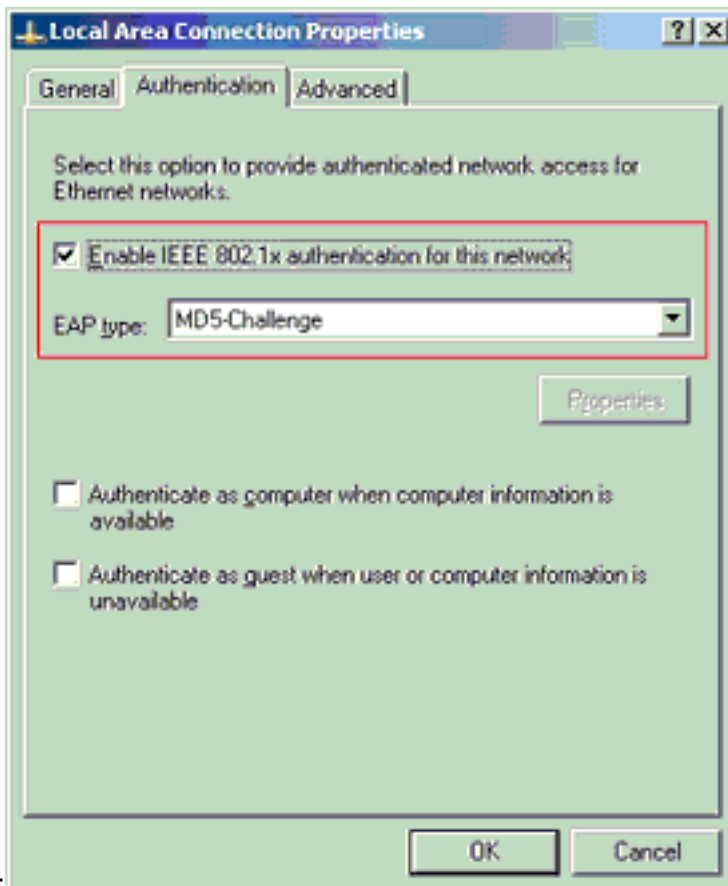 Local Area Connection Properties
General Authentication Advanced
Select this option to provide authenticated network access for
Ethernet networks.
Enable IEEE 802.1x authentication for this network
EAP type: MD5-Challenge
Properties
Authenticate as computer when computer information is
available
Authenticate as guest when user or computer information is
unavailable
OK Cancel